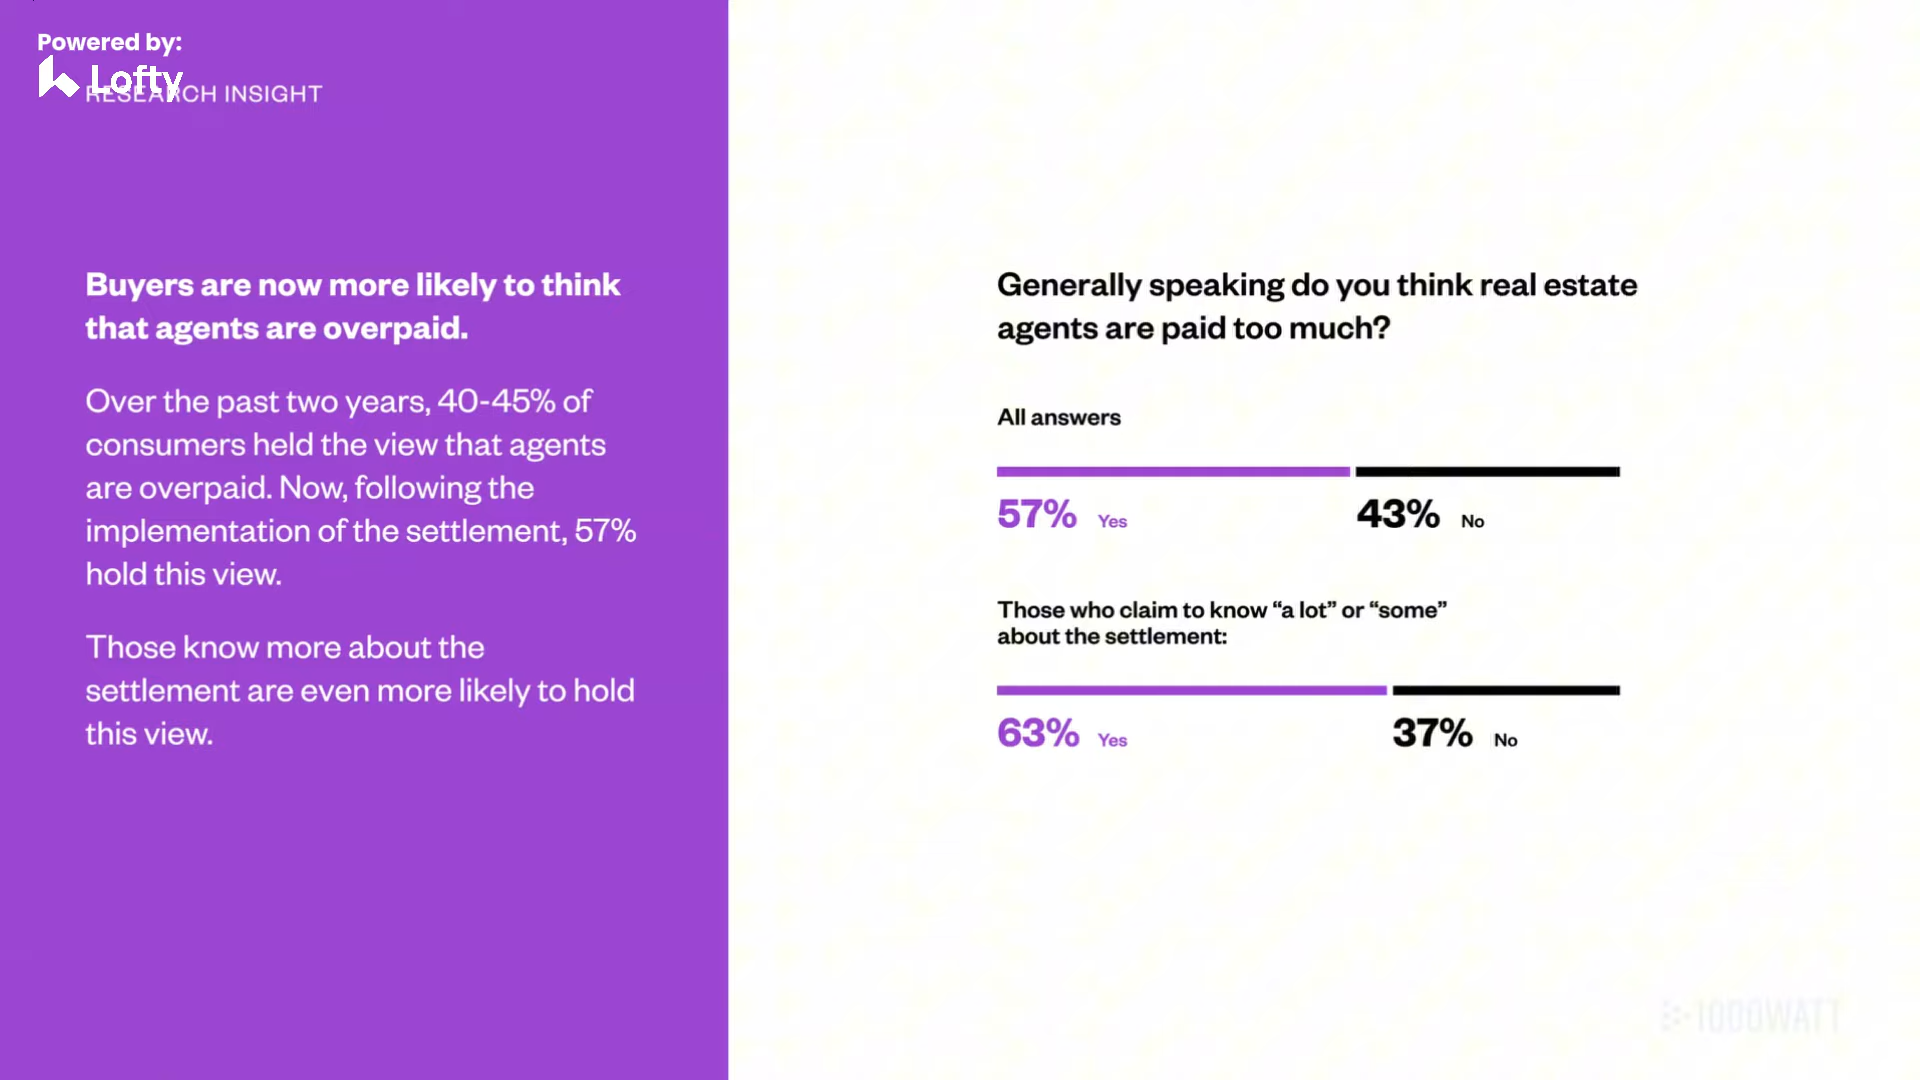 Powered by:
Lofty
RESEARCH INSIGHT
Buyers are now more likely to think
that agents are overpaid.
Over the past two years, 40-45% of
consumers held the view that agents
are overpaid. Now, following the
implementation of the settlement, 57%
hold this view.
Those know more about the
settlement are even more likely to hold
this view.
Generally speaking do you think real estate
agents are paid too much?
All answers
57% Yes 43% No
Those who claim to know “a lot” or “some”
about the settlement:
63% Yes 37% No
1000WATT